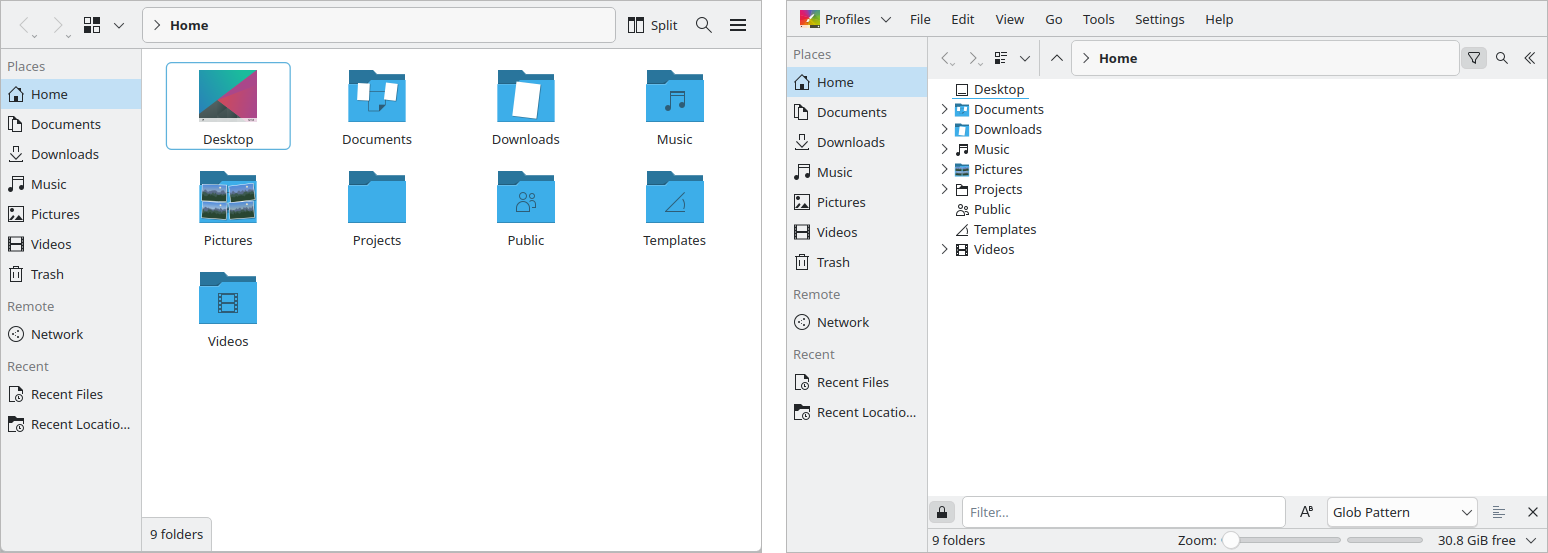 Home
Split
Places
Home
Documents
Downloads
Music
Pictures
Videos
Trash
Remote
Network
Recent
Recent Files
Recent Locatio...
Desktop
Documents
Downloads
Music
Pictures
Projects
Public
Templates
Videos
9 folders
Profiles
File
Edit
View
Go
Tools
Settings
Help
Places
Home
Documents
Downloads
Music
Pictures
Videos
Trash
Remote
Network
Recent
Recent Files
Recent Locatio...
Home
Desktop
Documents
Downloads
Music
Pictures
Projects
Public
Templates
Videos
Filter...
Glob Pattern
9 folders
Zoom:
30.8 GiB free